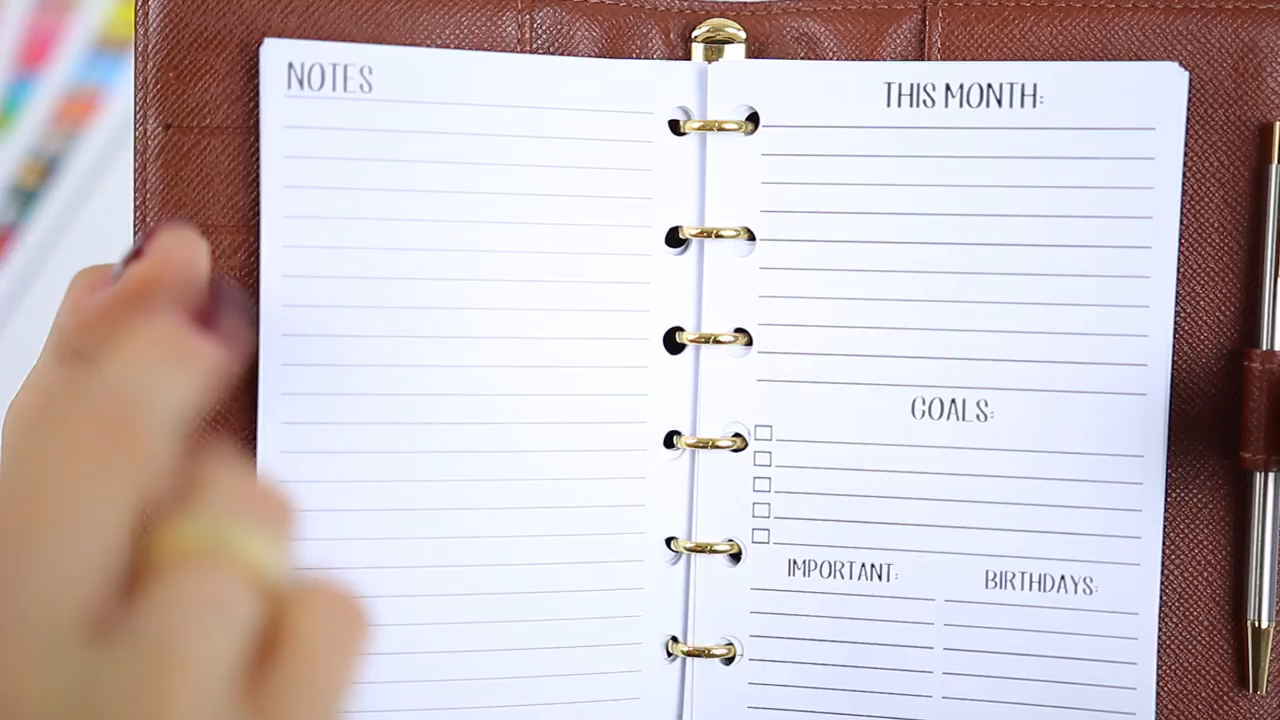 NOTES
THIS MONTH:
GOALS:
IMPORTANT:
BIRTHDAYS: